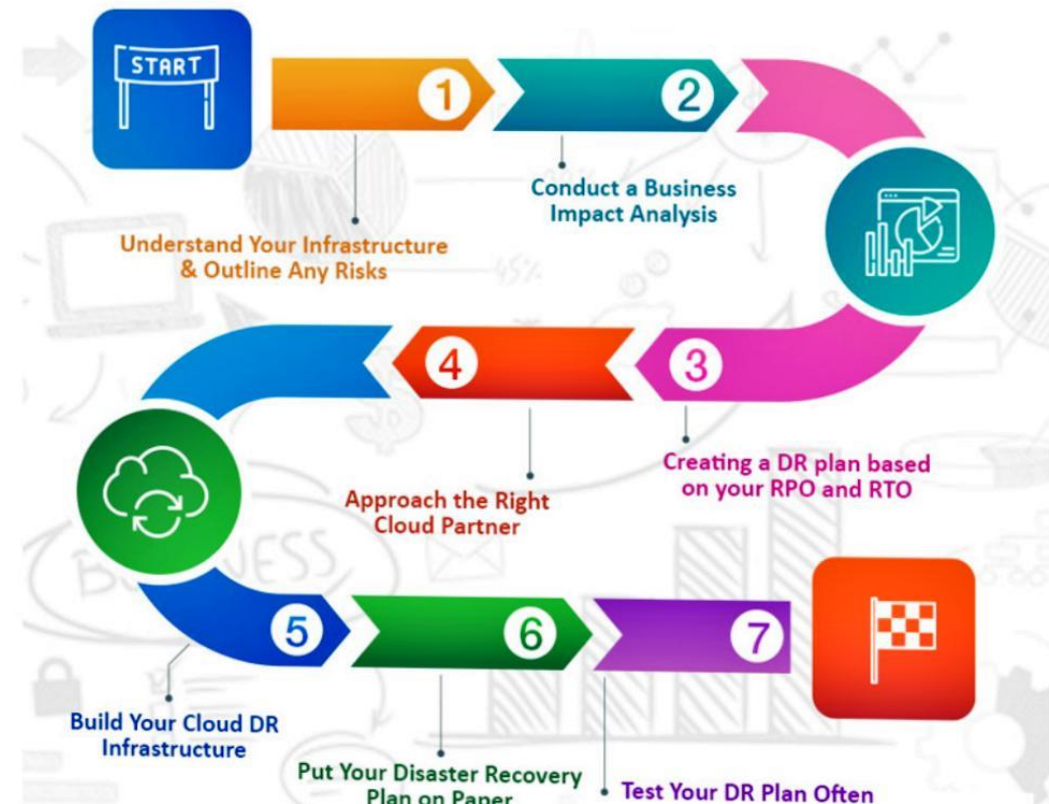 START
1
2
Conduct a Business
Impact Analysis
Understand Your Infrastructure
& Outline Any Risks
45%
4
3
Creating a DR plan based
on your RPO and RTO
Approach the Right
Cloud Partner
BUSINESS
5
6
7
Build Your Cloud DR
Infrastructure
Put Your Disaster Recovery
Plan on Paper
Test Your DR Plan Often